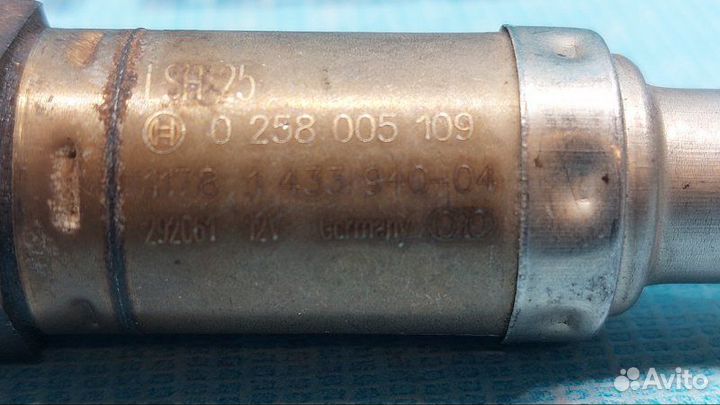 LSH 25
0 258 005 109
1178 1 433 940-04
12V Germany
Avito